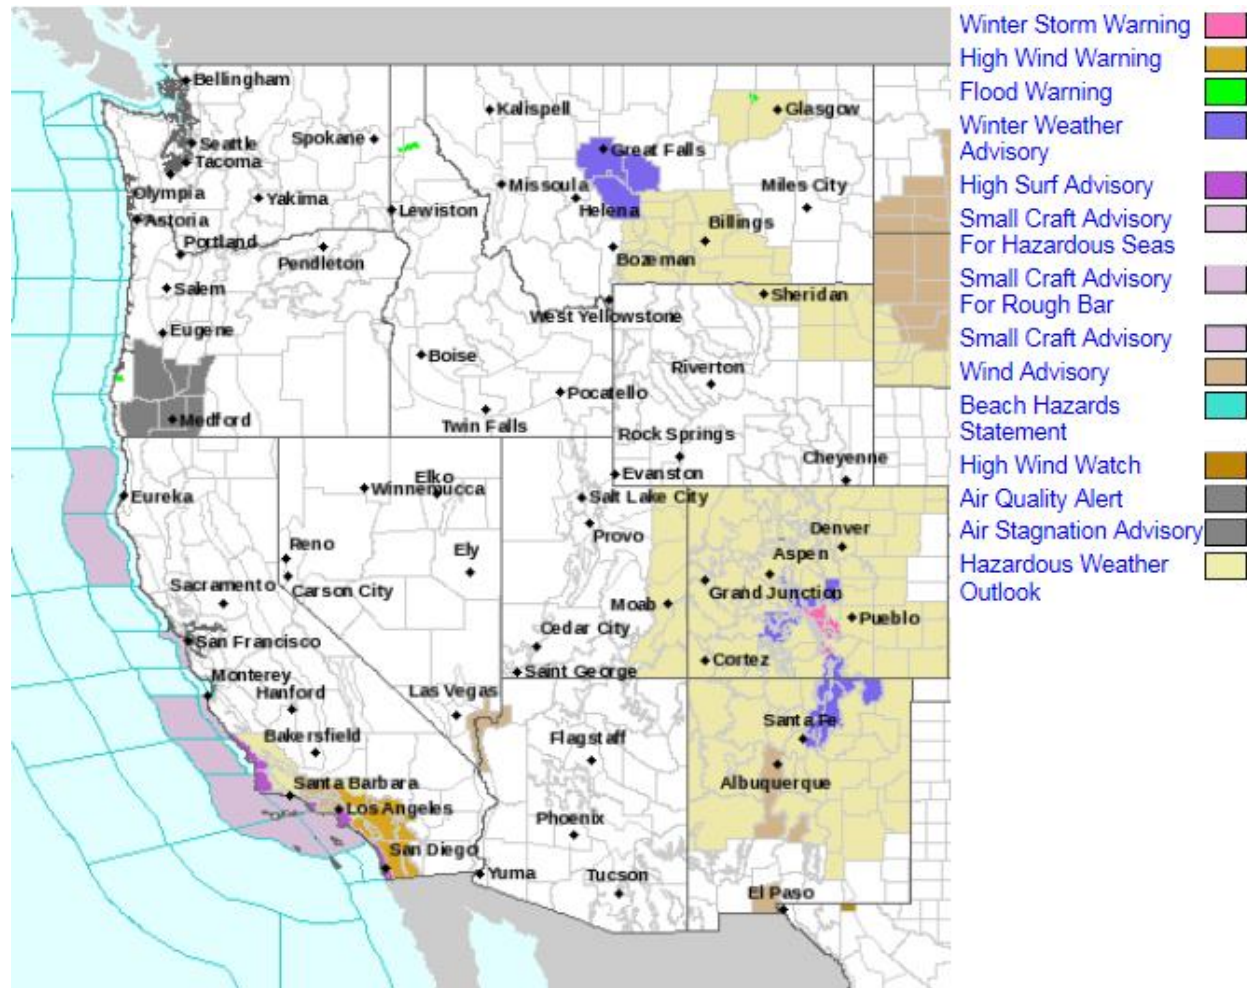 Bellingham
Kalispell
Glasgow
Seattle
Spokane
Great Falls
Tacoma
Olympia
Yakima
Lewiston
Missoula
Helena
Miles City
Astoria
Portland
Pendleton
Billings
Bozeman
Salem
Sheridan
West Yellowstone
Eugene
Boise
Riverton
Pocatello
Medford
Twin Falls
Rock Springs
Cheyenne
Evanston
Eureka
Elko
Winnemucca
Salt Lake City
Provo
Denver
Reno
Ely
Aspen
Sacramento
Carson City
Grand Junction
Moab
Pueblo
San Francisco
Cedar City
Saint George
Cortez
Monterey
Hanford
Las Vegas
Bakersfield
Flagstaff
Santa Fe
Santa Barbara
Albuquerque
Los Angeles
Phoenix
San Diego
Yuma
Tucson
El Paso
Winter Storm Warning
High Wind Warning
Flood Warning
Winter Weather
Advisory
High Surf Advisory
Small Craft Advisory
For Hazardous Seas
Small Craft Advisory
For Rough Bar
Small Craft Advisory
Wind Advisory
Beach Hazards
Statement
High Wind Watch
Air Quality Alert
Air Stagnation Advisory
Hazardous Weather
Outlook